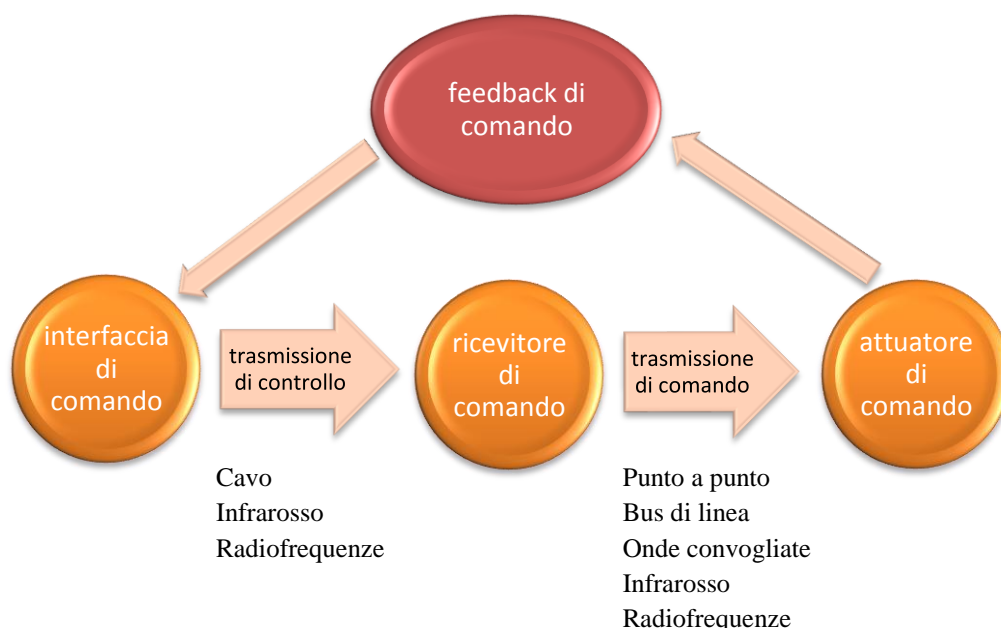 feedback di
comando
interfaccia
di
comando
trasmissione
di controllo
ricevitore
di
comando
trasmissione
di comando
attuatore
di
comando
Cavo
Infrarosso
Radiofrequenze
Punto a punto
Bus di linea
Onde convogliate
Infrarosso
Radiofrequenze